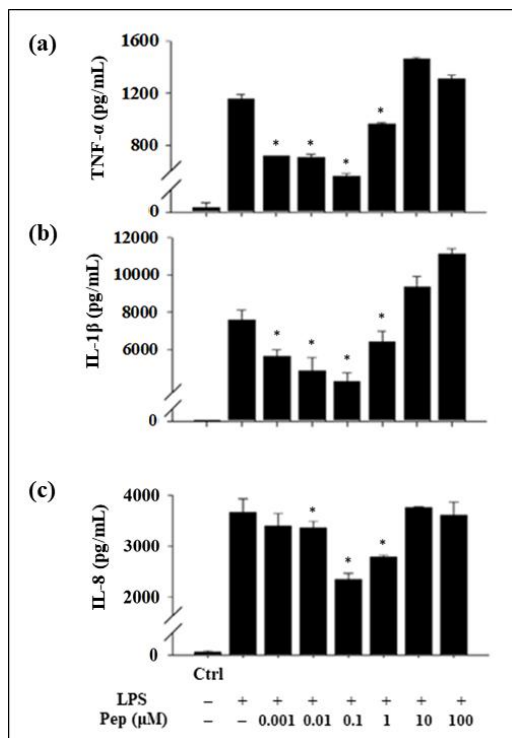 (a)
TNF-α (pg/mL)
1600
1200
800
0
*
*
*
*
(b)
IL-1β (pg/mL)
12000
8000
6000
0
*
*
*
*
(c)
IL-8 (pg/mL)
4000
3000
2000
0
*
*
*
Ctrl
LPS – + + + + + + +
Pep (µM) – – 0.001 0.01 0.1 1 10 100